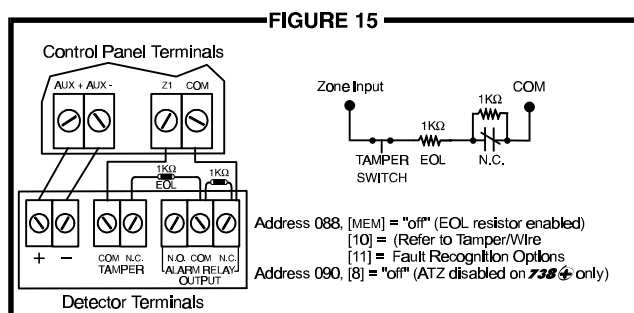 FIGURE 15
Control Panel Terminals
AUX + AUX - Z1 COM
Zone Input COM
1KΩ
1KΩ
TAMPER EOL N.C.
SWITCH
1KΩ 1KΩ
EOL
+ - COM N.C. N.O. COM N.C.
TAMPER ALARM RELAY
OUTPUT
Detector Terminals
Address 088, [MEM] = "off" (EOL resistor enabled)
[10] = (Refer to Tamper/Wire
[11] = Fault Recognition Options
Address 090, [8] = "off" (ATZ disabled on 738 only)